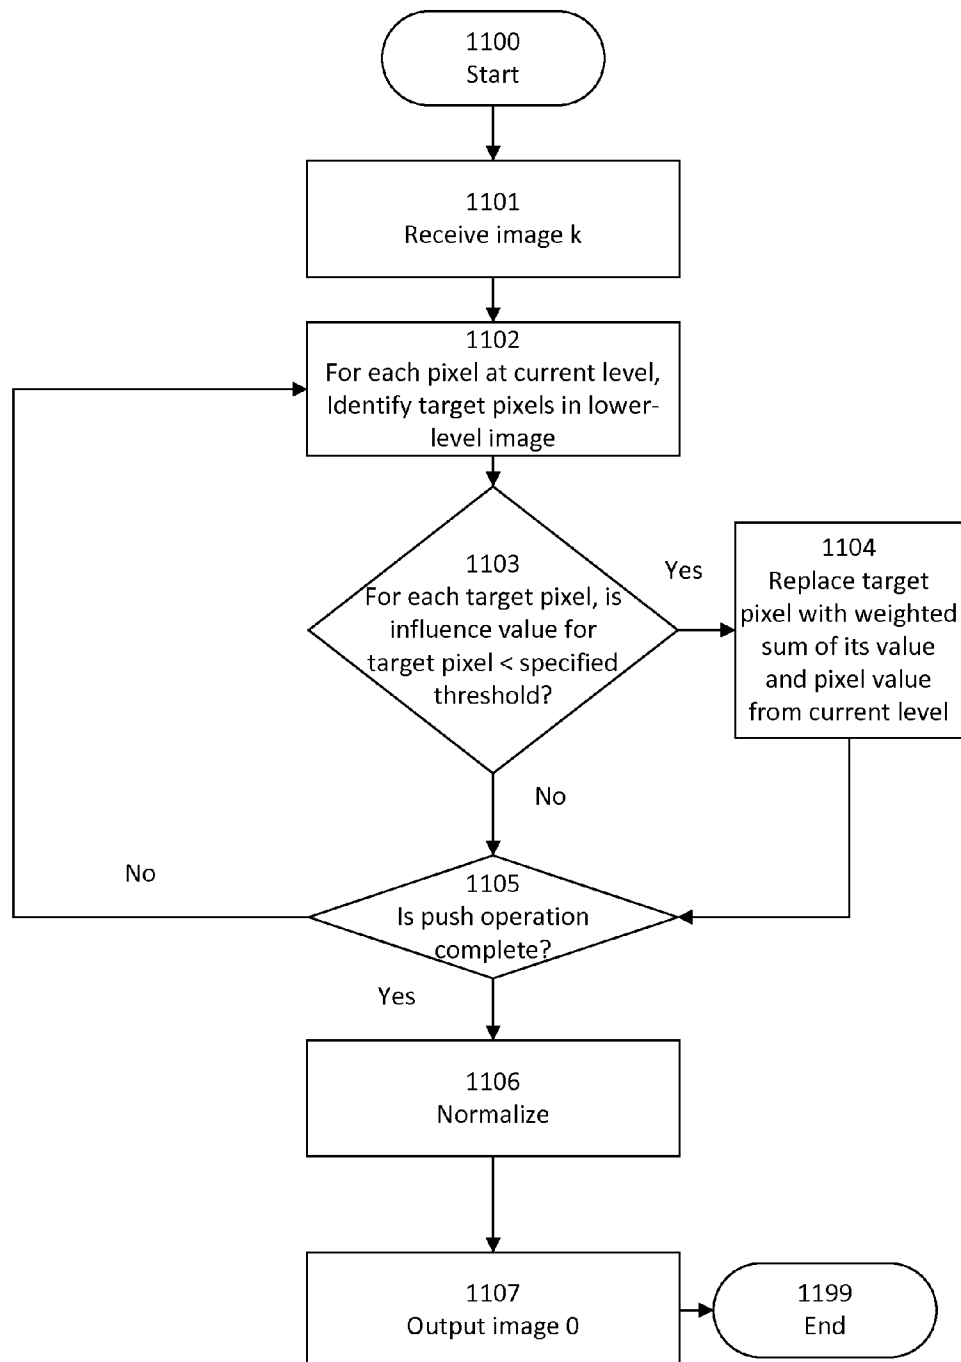 1100
Start
1101
Receive image k
1102
For each pixel at current level,
Identify target pixels in lower-
level image
1103
For each target pixel, is
influence value for
target pixel < specified
threshold?
Yes
1104
Replace target
pixel with weighted
sum of its value
and pixel value
from current level
No
1105
Is push operation
complete?
No
Yes
1106
Normalize
1107
Output image 0
1199
End